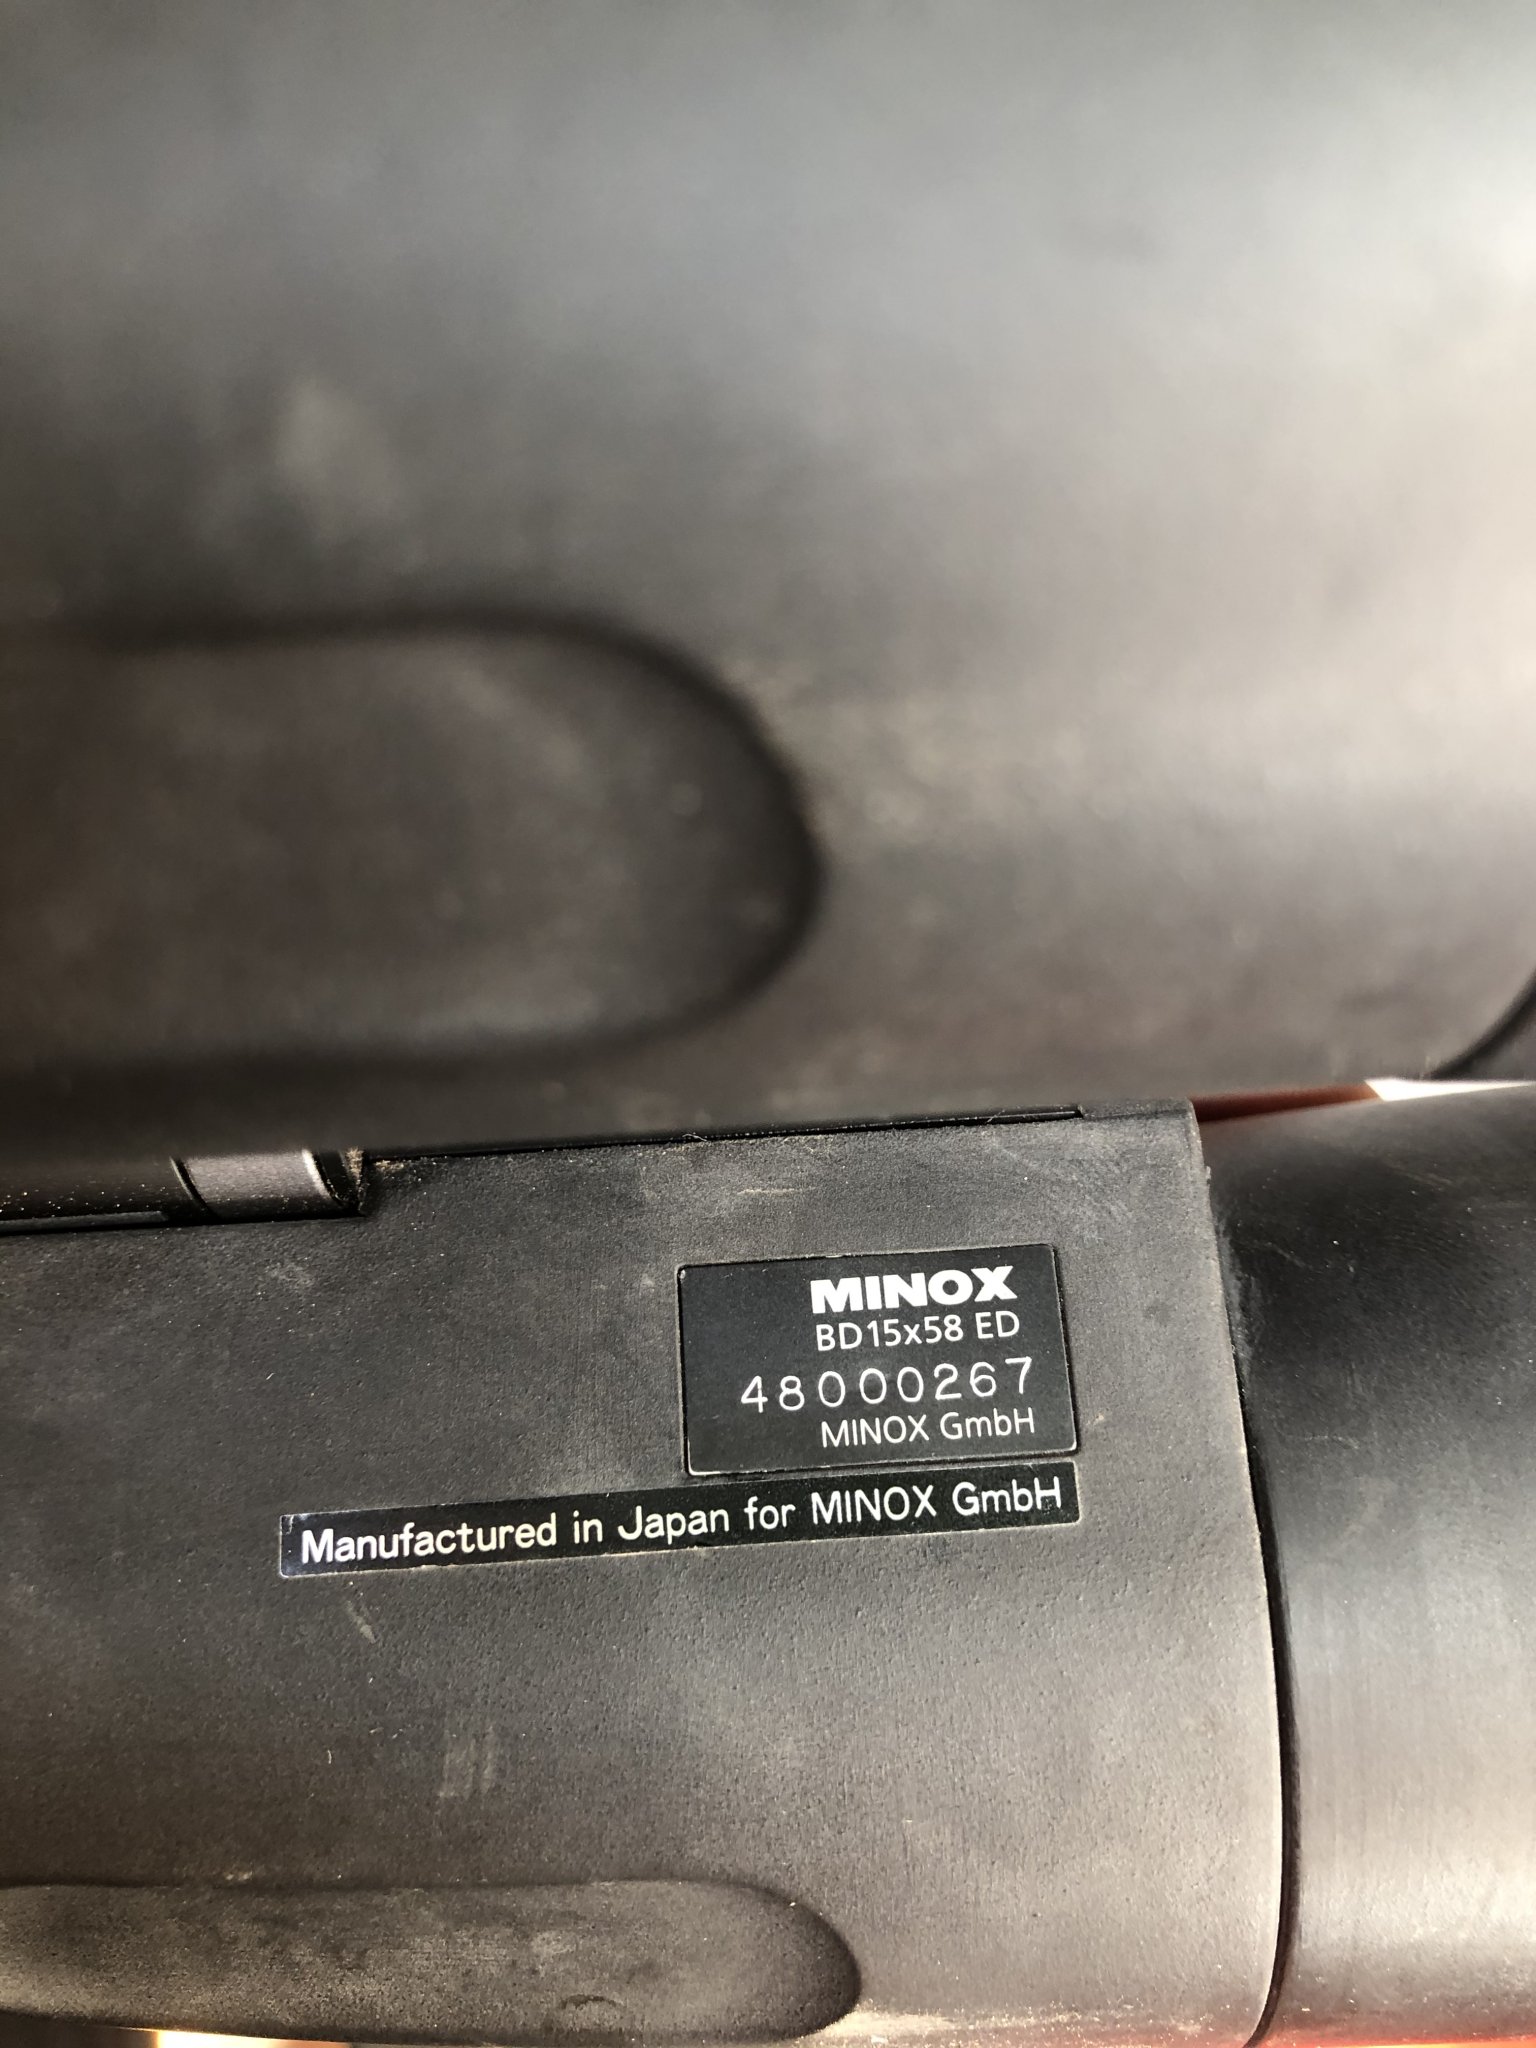 MINOX
BD15x58 ED
48000267
MINOX GmbH
Manufactured in Japan for MINOX GmbH